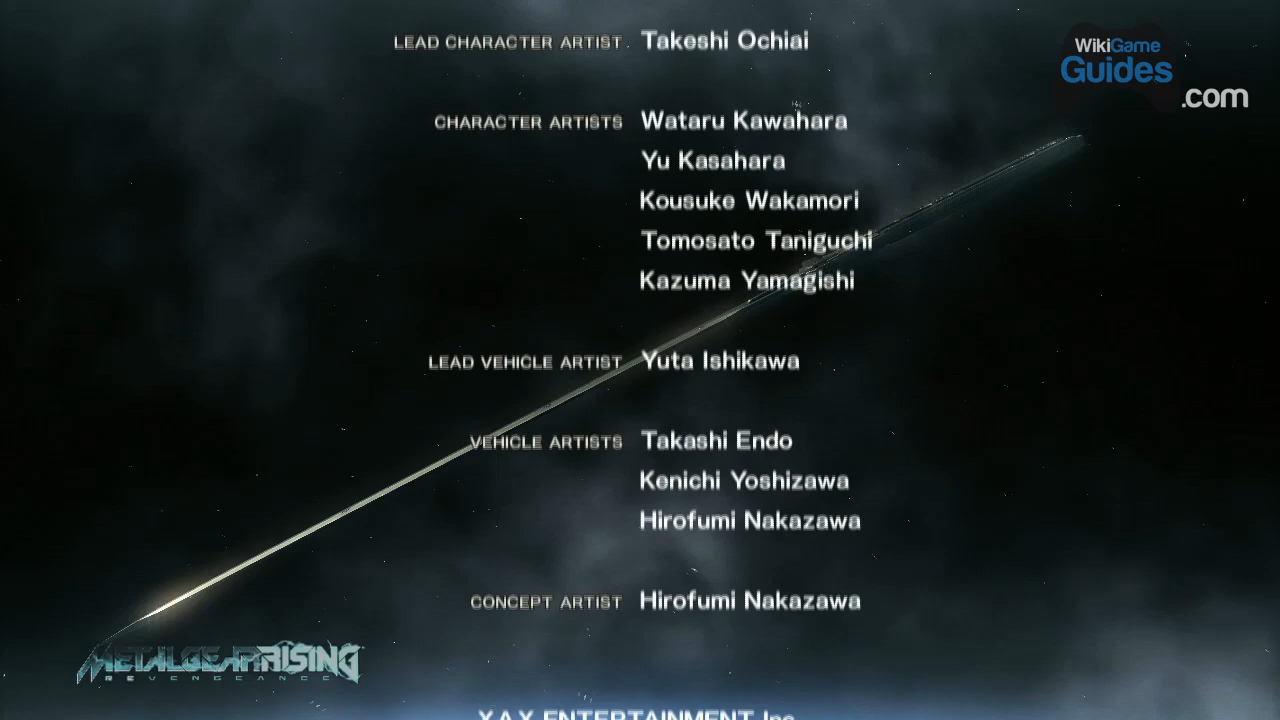 LEAD CHARACTER ARTIST Takeshi Ochiai
WikiGame
Guides
.com
CHARACTER ARTISTS Wataru Kawahara
Yu Kasahara
Kousuke Wakamori
Tomosato Taniguchi
Kazuma Yamagishi
LEAD VEHICLE ARTIST Yuta Ishikawa
VEHICLE ARTISTS Takashi Endo
Kenichi Yoshizawa
Hirofumi Nakazawa
CONCEPT ARTIST Hirofumi Nakazawa
METAL GEAR RISING
REVENGEANCE
X.A.X ENTERTAINMENT Inc.